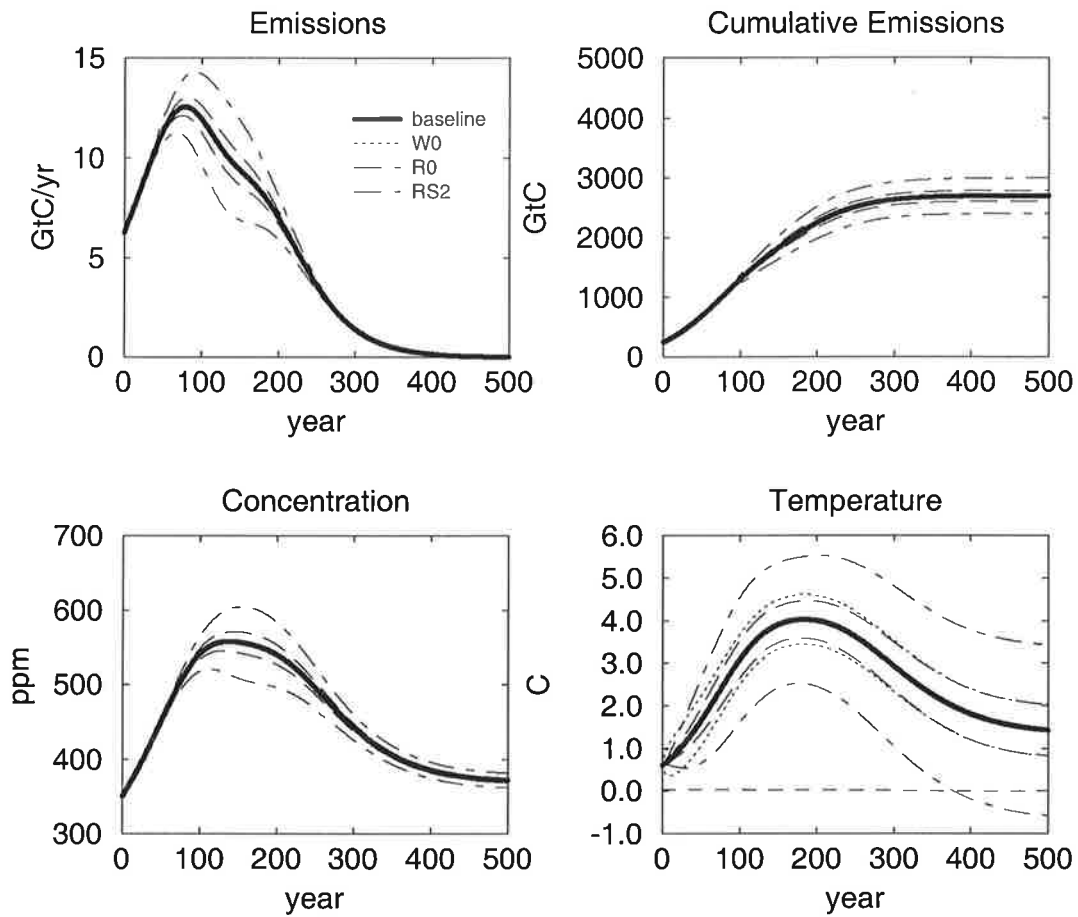 Emissions
15
10
5
0
GtC/yr
0 100 200 300 400 500
year
baseline
W0
R0
RS2
Cumulative Emissions
5000
4000
3000
2000
1000
0
GtC
0 100 200 300 400 500
year
Concentration
700
600
500
400
300
ppm
0 100 200 300 400 500
year
Temperature
6.0
5.0
4.0
3.0
2.0
1.0
0.0
-1.0
C
0 100 200 300 400 500
year